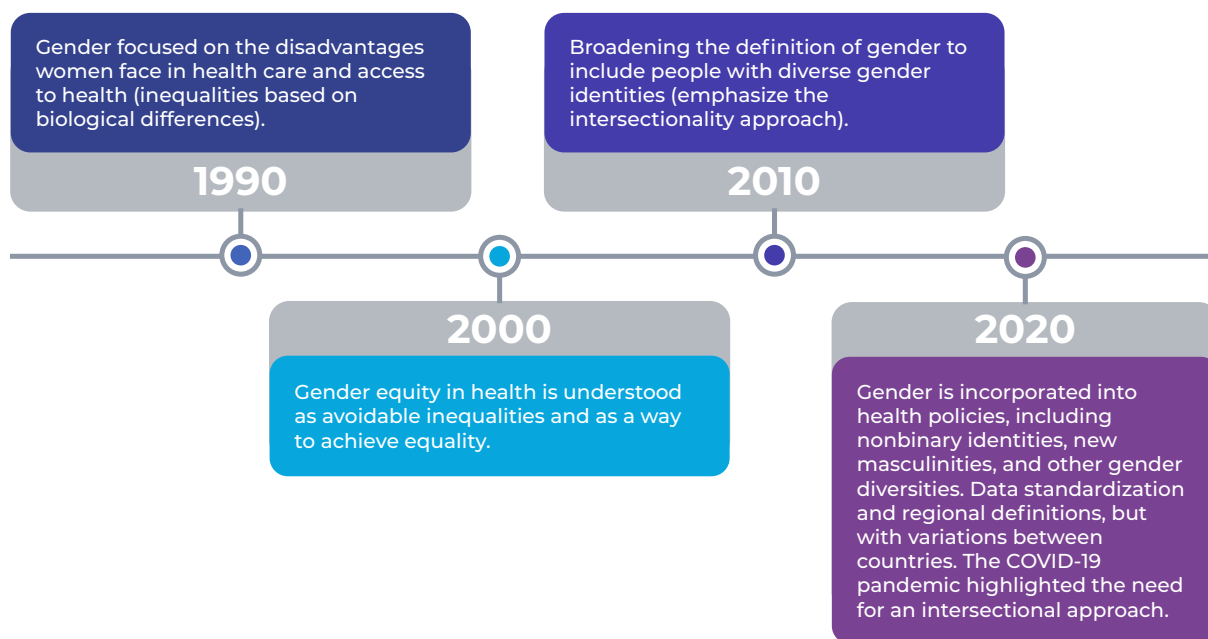 Gender focused on the disadvantages
women face in health care and access
to health (inequalities based on
biological differences).
1990
2000
Gender equity in health is understood
as avoidable inequalities and as a way
to achieve equality.
Broadening the definition of gender to
include people with diverse gender
identities (emphasize the
intersectionality approach).
2010
2020
Gender is incorporated into
health policies, including
nonbinary identities, new
masculinities, and other gender
diversities. Data standardization
and regional definitions, but
with variations between
countries. The COVID-19
pandemic highlighted the need
for an intersectional approach.